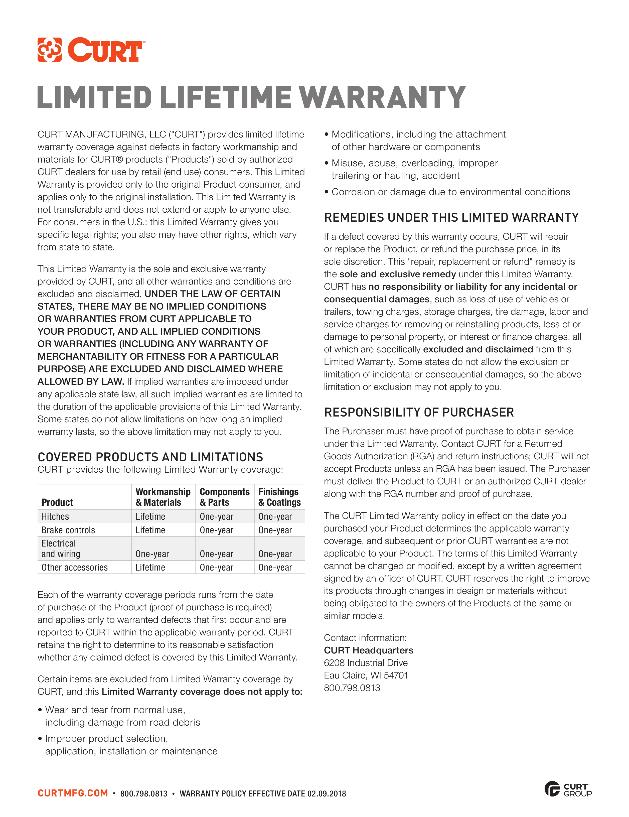 CURT
LIMITED LIFETIME WARRANTY
CURT MANUFACTURING, LLC ("CURT") provides limited lifetime
warranty coverage against defects in factory workmanship and
materials for CURT® products ("Products") sold by authorized
CURT dealers for use by retail (end use) consumers. This Limited
Warranty is provided only to the original Product consumer, and
applies only to the original installation. This Limited Warranty is
not transferable and does not extend or apply to anyone else.
For consumers in the U.S.: this Limited Warranty gives you
specific legal rights; you also may have other rights, which vary
from state to state.
This Limited Warranty is the sole and exclusive warranty
provided by CURT, and all other warranties and conditions are
excluded and disclaimed. UNDER THE LAW OF CERTAIN
STATES, THERE MAY BE NO IMPLIED CONDITIONS
OR WARRANTIES FROM CURT APPLICABLE TO
YOUR PRODUCT, AND ALL IMPLIED CONDITIONS
OR WARRANTIES (INCLUDING ANY WARRANTY OF
MERCHANTABILITY OR FITNESS FOR A PARTICULAR
PURPOSE) ARE EXCLUDED AND DISCLAIMED WHERE
ALLOWED BY LAW. If implied warranties are imposed under
any applicable state law, all such implied warranties are limited to
the duration of the applicable provisions of this Limited Warranty.
Some states do not allow limitations on how long an implied
warranty lasts, so the above limitation may not apply to you.
COVERED PRODUCTS AND LIMITATIONS
CURT provides the following Limited Warranty coverage:
Product Workmanship & Materials Components & Parts Finishings & Coatings
Hitches Lifetime One-year One-year
Brake controls Lifetime One-year One-year
Electrical
and wiring One-year One-year One-year
Other accessories Lifetime One-year One-year
Each of the warranty coverage periods runs from the date
of purchase of the Product (proof of purchase is required)
and applies only to warranted defects that first occur and are
reported to CURT within the applicable warranty period. CURT
retains the right to determine to its reasonable satisfaction
whether any claimed defect is covered by this Limited Warranty.
Certain items are excluded from Limited Warranty coverage by
CURT, and this Limited Warranty coverage does not apply to:
• Wear and tear from normal use,
including damage from road debris
• Improper product selection,
application, installation or maintenance
• Modifications, including the attachment
of other hardware or components
• Misuse, abuse, overloading, improper
trailering or hauling, accident
• Corrosion or damage due to environmental conditions
REMEDIES UNDER THIS LIMITED WARRANTY
If a defect covered by this warranty occurs, CURT will repair
or replace the Product, or refund the purchase price, in its
sole discretion. This "repair, replacement or refund" remedy is
the sole and exclusive remedy under this Limited Warranty.
CURT has no responsibility or liability for any incidental or
consequential damages, such as loss of use of vehicles or
trailers, towing charges, storage charges, tire damage, labor and
service charges for removing or reinstalling products, loss of or
damage to personal property, or interest or finance charges, all
of which are specifically excluded and disclaimed from this
Limited Warranty. Some states do not allow the exclusion or
limitation of incidental or consequential damages, so the above
limitation or exclusion may not apply to you.
RESPONSIBILITY OF PURCHASER
The Purchaser must have proof of purchase to obtain service
under this Limited Warranty. Contact CURT for a Returned
Goods Authorization (RGA) and return instructions; CURT will not
accept Products unless an RGA has been issued. The Purchaser
must deliver the Product to CURT or an authorized CURT dealer
along with the RGA number and proof of purchase.
The CURT Limited Warranty policy in effect on the date you
purchased your Product determines the applicable warranty
coverage, and subsequent or prior CURT warranties are not
applicable to your Product. The terms of this Limited Warranty
cannot be changed or modified, except by a written agreement
signed by an officer of CURT. CURT reserves the right to improve
its products through changes in design or materials without
being obligated to the owners of the Products of the same or
similar models.
Contact information:
CURT Headquarters
6208 Industrial Drive
Eau Claire, WI 54701
800.798.0813
CURTMFG.COM • 800.798.0813 • WARRANTY POLICY EFFECTIVE DATE 02.09.2018
CURT
GROUP